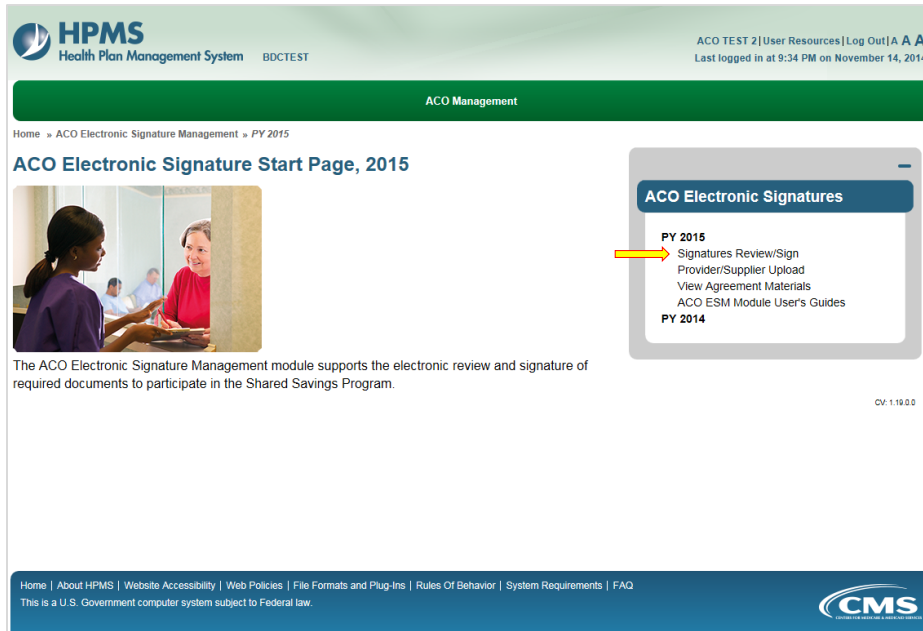 HPMS
Health Plan Management System BDCTEST
ACO TEST 2|User Resources|Log Out|A A A
Last logged in at 9:34 PM on November 14, 2014
ACO Management
Home » ACO Electronic Signature Management » PY 2015
ACO Electronic Signature Start Page, 2015
ACO Electronic Signatures
PY 2015
Signatures Review/Sign
Provider/Supplier Upload
View Agreement Materials
ACO ESM Module User's Guides
PY 2014
The ACO Electronic Signature Management module supports the electronic review and signature of
required documents to participate in the Shared Savings Program.
CV: 1.19.0.0
Home | About HPMS | Website Accessibility | Web Policies | File Formats and Plug-Ins | Rules Of Behavior | System Requirements | FAQ
This is a U.S. Government computer system subject to Federal law.
CMS
CENTERS FOR MEDICARE & MEDICAID SERVICES